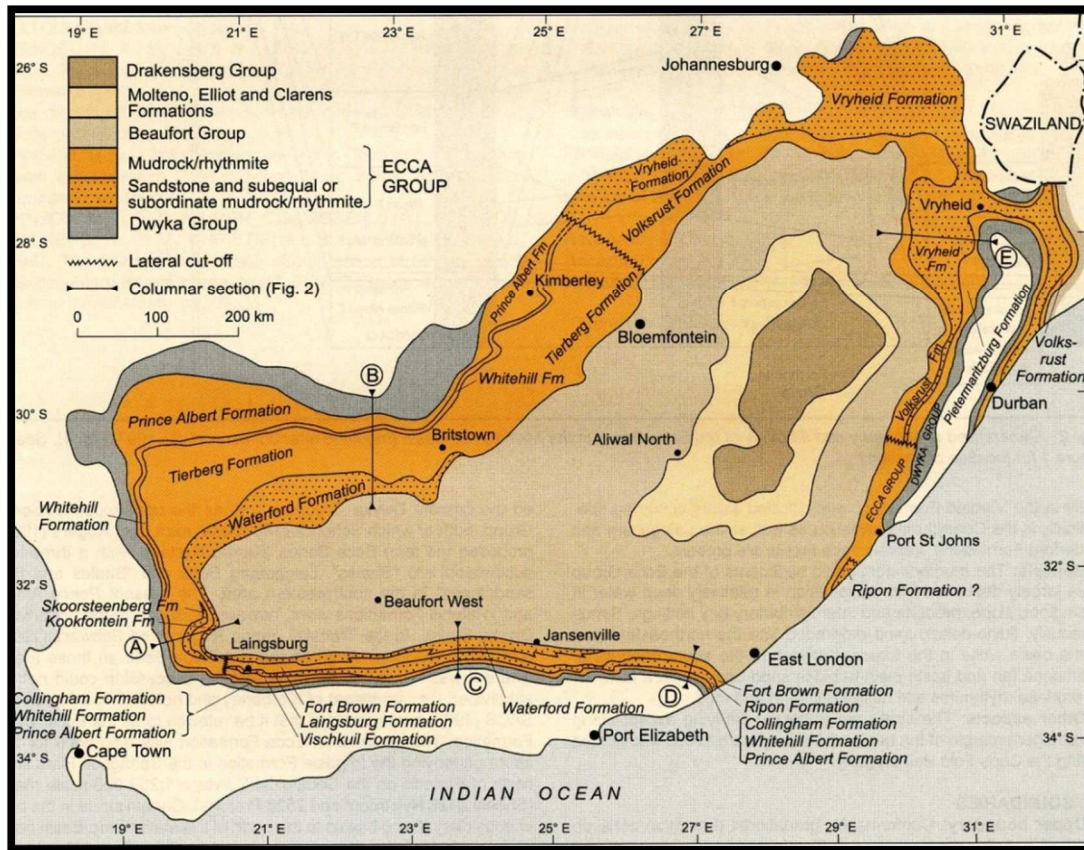 19° E
21° E
23° E
25° E
27° E
29° E
31° E
26° S
28° S
30° S
32° S
34° S
Drakensberg Group
Molteno, Elliot and Clarens
Formations
Beaufort Group
Mudrock/rhythmite
Sandstone and subequal or
subordinate mudrock/rhythmite
ECCA
GROUP
Dwyka Group
Lateral cut-off
Columnar section (Fig. 2)
0 100 200 km
Johannesburg
Vryheid Formation
SWAZILAND
Vryheid
Formation
Volksrust Formation
Vryheid
Vryheid
Fm
E
Prince Albert Fm
Kimberley
Tierberg Formation
Bloemfontein
Whitehill Fm
Pietermaritzburg Formation
Volks-
rust
Formation
Volksrust Fm
DWYKA GROUP
Durban
B
Prince Albert Formation
Britstown
Aliwal North
Tierberg Formation
Waterford Formation
Whitehill
Formation
ECCA GROUP
Port St Johns
Ripon Formation ?
Skoorsteenberg Fm
Kookfontein Fm
A
Beaufort West
Laingsburg
Jansenville
East London
C
D
Collingham Formation
Whitehill Formation
Prince Albert Formation
Fort Brown Formation
Laingsburg Formation
Vischkuil Formation
Waterford Formation
Fort Brown Formation
Ripon Formation
Collingham Formation
Whitehill Formation
Prince Albert Formation
Cape Town
Port Elizabeth
INDIAN OCEAN
34° S
19° E
21° E
23° E
25° E
27° E
29° E
31° E